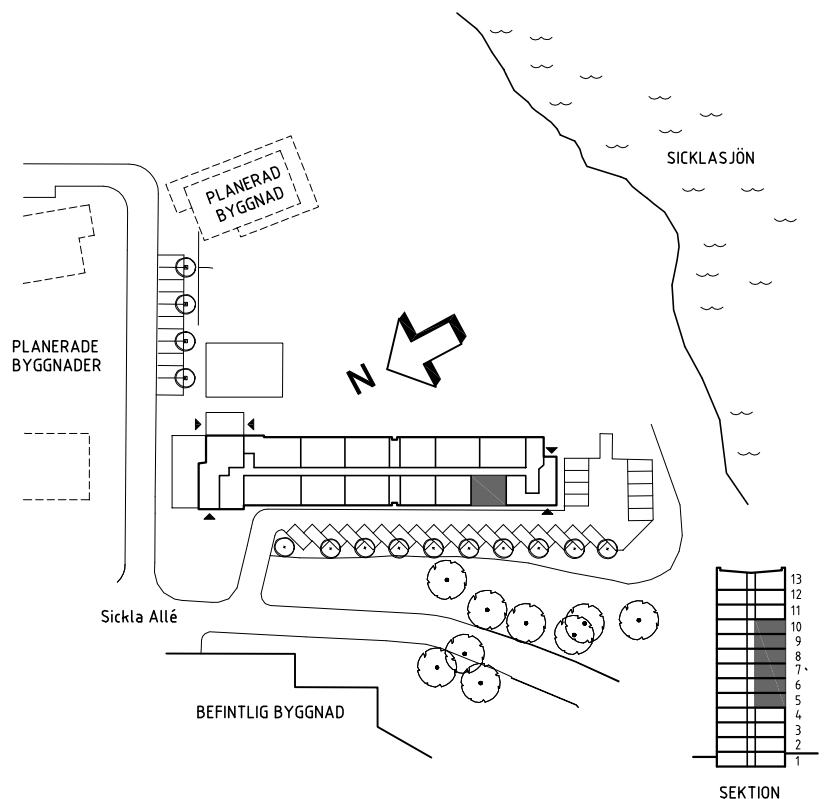 SICKLASJÖN
PLANERAD
BYGGNAD
PLANERADE
BYGGNADER
N
Sickla Allé
BEFINTLIG BYGGNAD
13
12
11
10
9
8
7
6
5
4
3
2
1
SEKTION